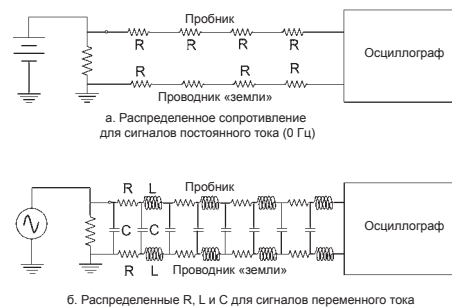 Пробник
R R R R
Осциллограф
R R R R
Проводник «земли»
а. Распределенное сопротивление
для сигналов постоянного тока (0 Гц)
R L Пробник
C C
Осциллограф
R L Проводник «земли»
б. Распределенные R, L и C для сигналов переменного тока